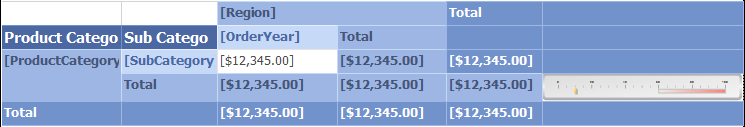 [Region] Total
Product Catego Sub Catego [OrderYear] Total
[ProductCategory [SubCategory [$12,345.00] [$12,345.00] [$12,345.00]
Total [$12,345.00] [$12,345.00] [$12,345.00]
Total [$12,345.00] [$12,345.00] [$12,345.00]